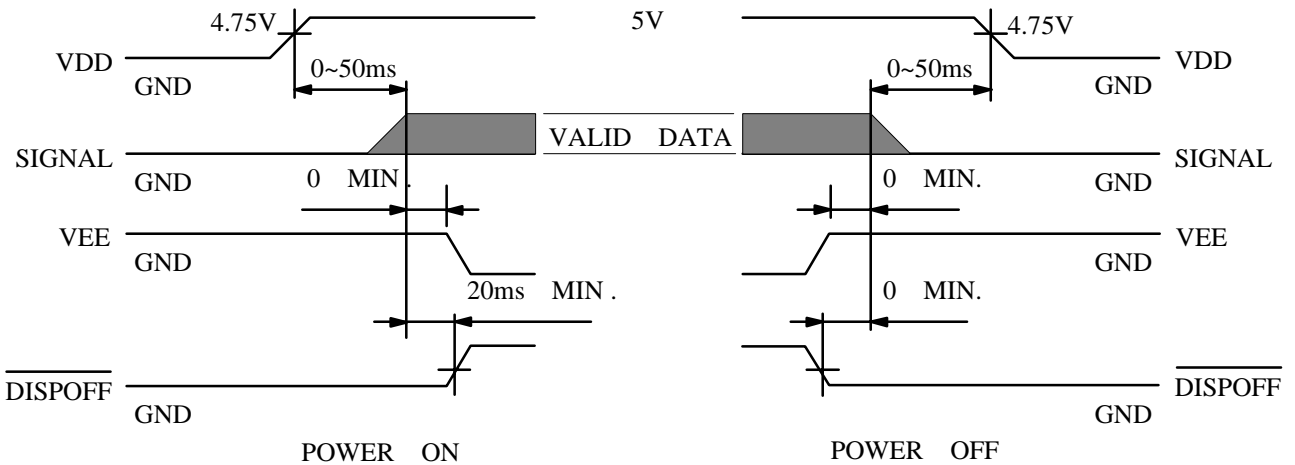 4.75V 5V 4.75V
VDD GND 0~50ms 0~50ms GND VDD
VALID DATA
SIGNAL GND 0 MIN . 0 MIN. GND SIGNAL
VEE GND GND VEE
20ms MIN . 0 MIN.
DISPOFF GND GND DISPOFF
POWER ON POWER OFF